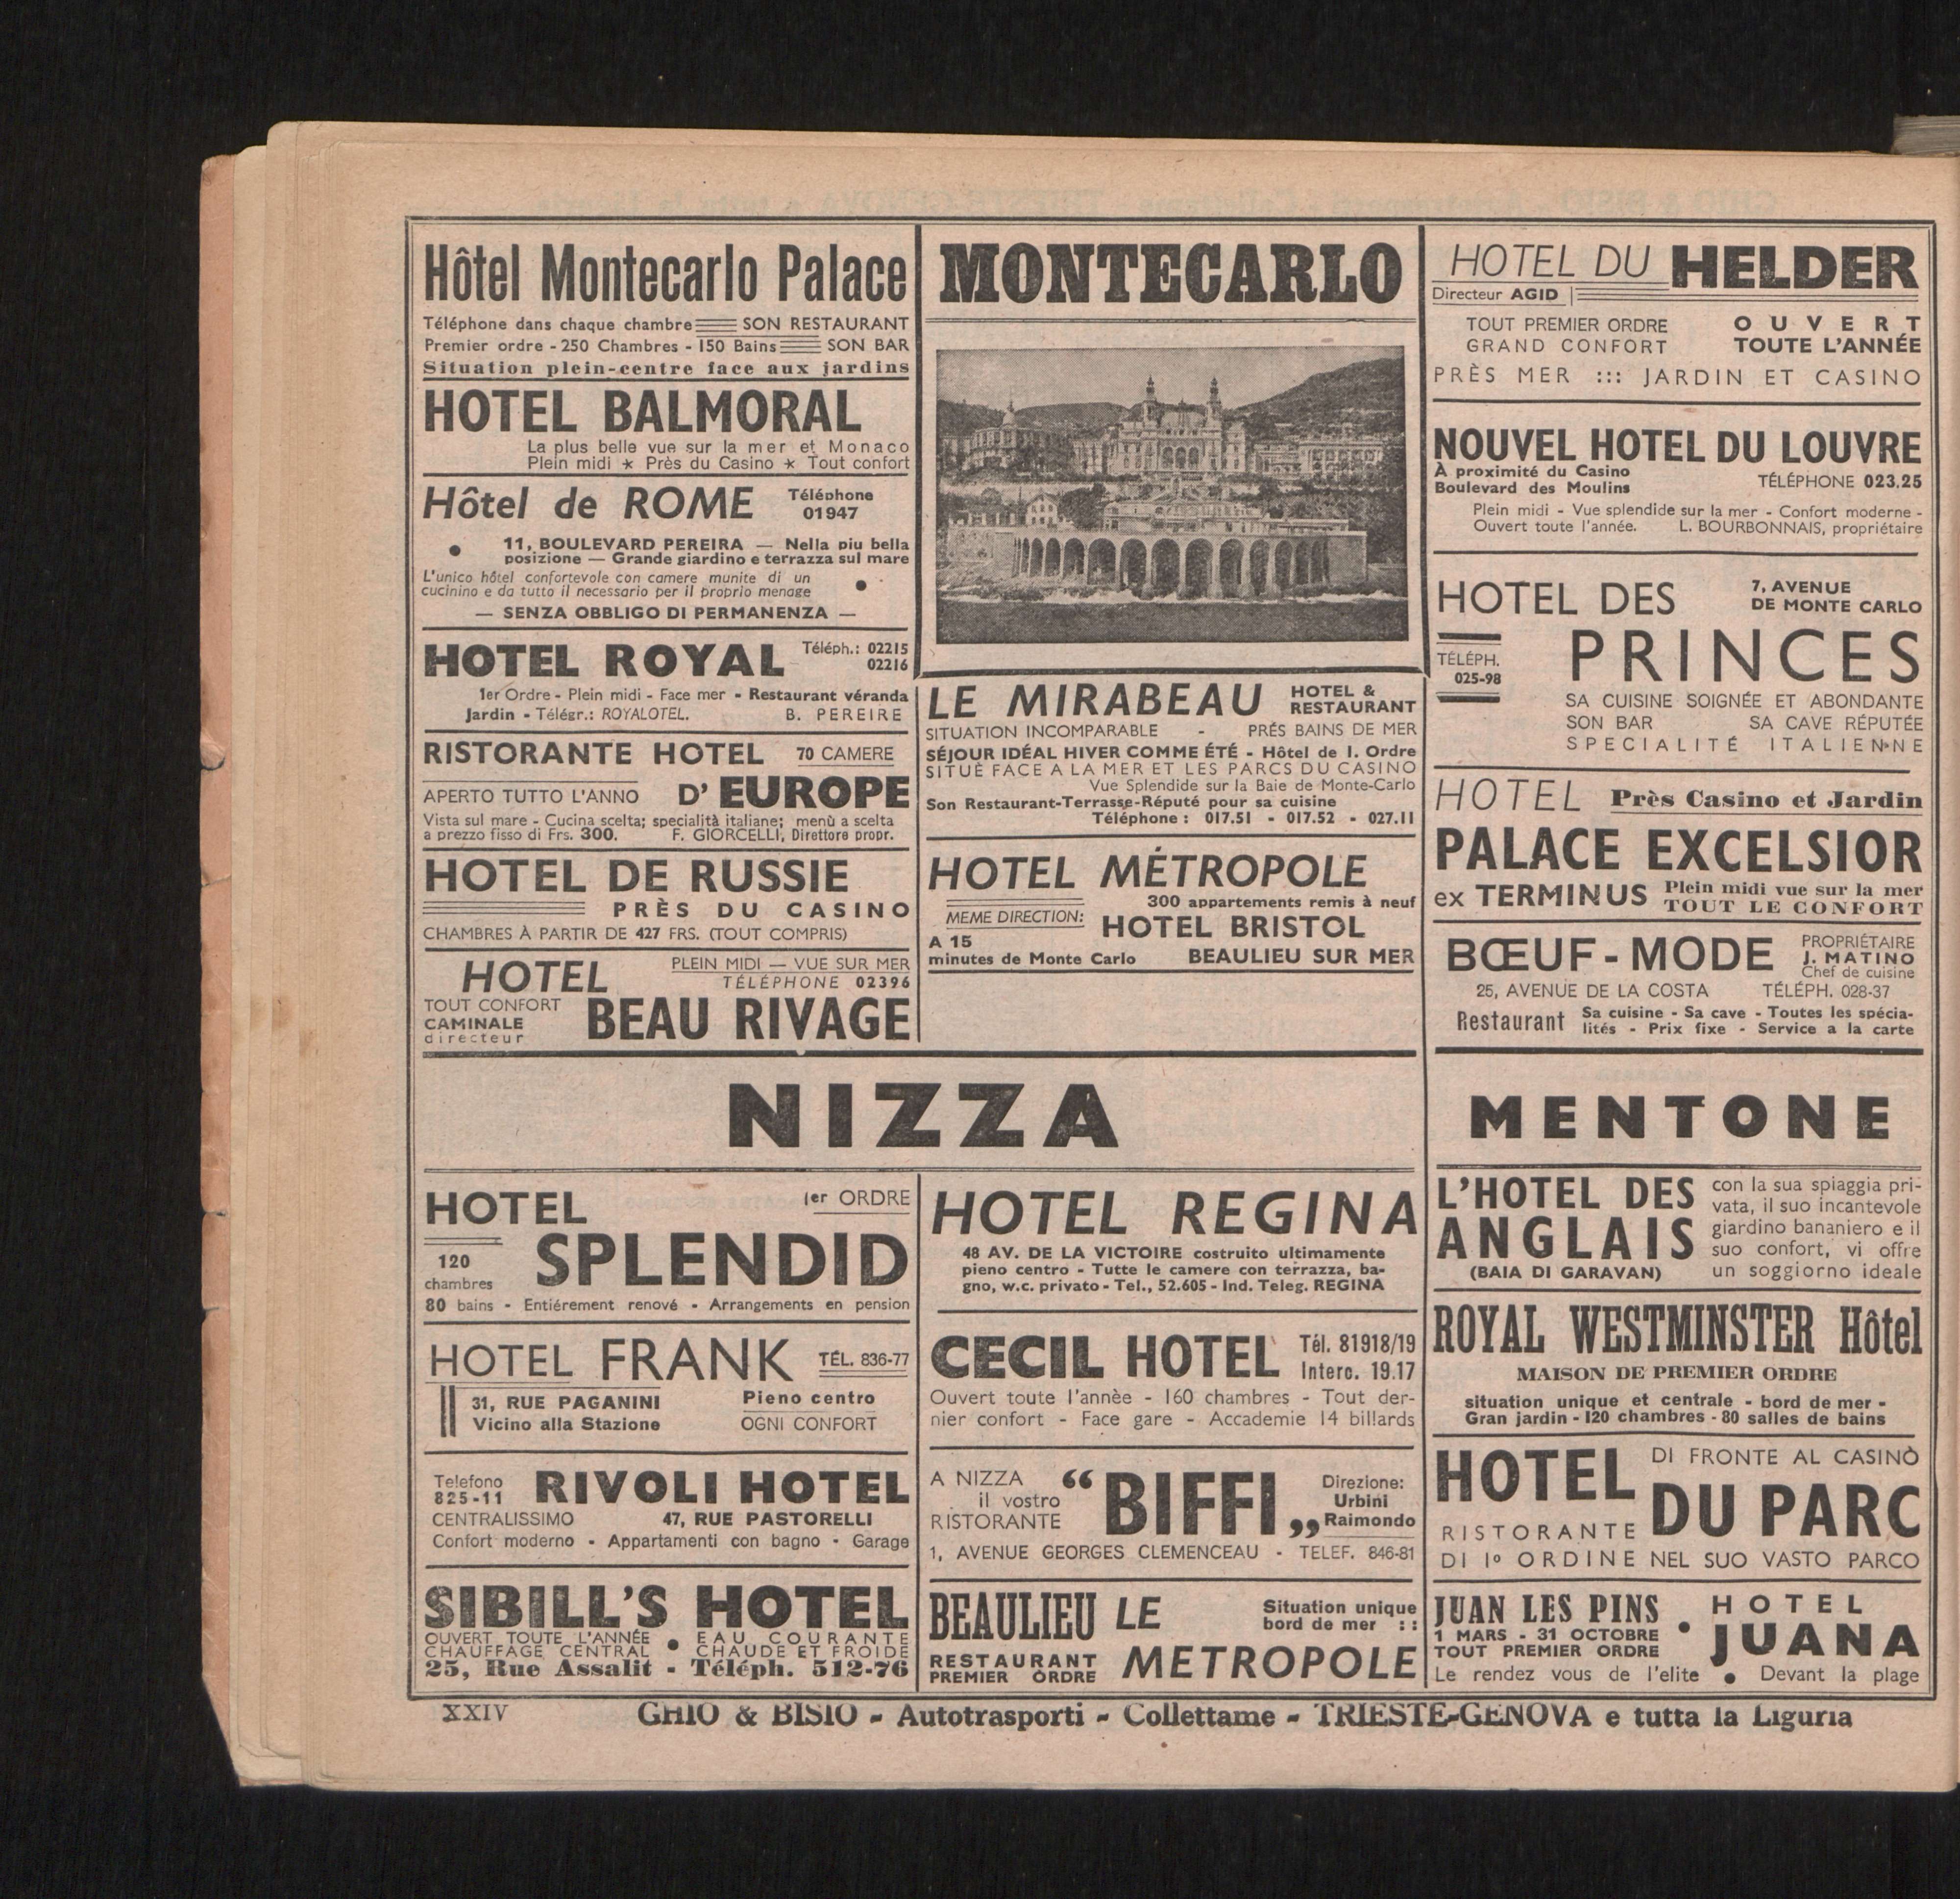 Hôtel Montecarlo Palace
Téléphone dans chaque chambre SON RESTAURANT
Premier ordre - 250 Chambres - 150 Bains SON BAR
Situation plein-centre face aux jardins
HOTEL BALMORAL
La plus belle vue sur la mer et Monaco
Plein midi ★ Près du Casino ★ Tout confort
Hôtel de ROME Téléphone
01947
11, BOULEVARD PEREIRA — Nella piu bella
posizione — Grande giardino e terrazza sul mare
L'unico hôtel confortevole con camere munite di un
cucinino e da tutto il necessario per il proprio menage
— SENZA OBBLIGO DI PERMANENZA —
HOTEL ROYAL Téléph.: 02215
02216
1er Ordre - Plein midi - Face mer - Restaurant véranda
Jardin - Télégr.: ROYALOTEL. B. PEREIRE
RISTORANTE HOTEL 70 CAMERE
APERTO TUTTO L'ANNO D' EUROPE
Vista sul mare - Cucina scelta; specialità italiane; menù a scelta
a prezzo fisso di Frs. 300. F. GIORCELLI, Direttore propr.
HOTEL DE RUSSIE
PRÈS DU CASINO
CHAMBRES À PARTIR DE 427 FRS. (TOUT COMPRIS)
HOTEL PLEIN MIDI — VUE SUR MER
TÉLÉPHONE 02396
TOUT CONFORT
CAMINALE
directeur
BEAU RIVAGE
MONTECARLO
LE MIRABEAU HOTEL &
RESTAURANT
SITUATION INCOMPARABLE - PRÉS BAINS DE MER
SÉJOUR IDÉAL HIVER COMME ÉTÉ - Hôtel de I. Ordre
SITUÈ FACE A LA MER ET LES PARCS DU CASINO
Vue Splendide sur la Baie de Monte-Carlo
Son Restaurant-Terrasse-Réputé pour sa cuisine
Téléphone : 017.51 - 017.52 - 027.11
HOTEL MÉTROPOLE
300 appartements remis à neuf
MEME DIRECTION: HOTEL BRISTOL
A 15
minutes de Monte Carlo BEAULIEU SUR MER
HOTEL DU HELDER
Directeur AGID
TOUT PREMIER ORDRE OUVERT
GRAND CONFORT TOUTE L'ANNÉE
PRÈS MER ::: JARDIN ET CASINO
NOUVEL HOTEL DU LOUVRE
À proximité du Casino
Boulevard des Moulins TÉLÉPHONE 023.25
Plein midi - Vue splendide sur la mer - Confort moderne -
Ouvert toute l'année. L. BOURBONNAIS, propriétaire
HOTEL DES 7, AVENUE
DE MONTE CARLO
PRINCES
TÉLÉPH.
025-98
SA CUISINE SOIGNÉE ET ABONDANTE
SON BAR SA CAVE RÉPUTÉE
SPECIALITÉ ITALIENNE
HOTEL Près Casino et Jardin
PALACE EXCELSIOR
ex TERMINUS Plein midi vue sur la mer
TOUT LE CONFORT
BŒUF-MODE PROPRIÉTAIRE
J. MATINO
Chef de cuisine
25, AVENUE DE LA COSTA TÉLÉPH. 028-37
Restaurant Sa cuisine - Sa cave - Toutes les spécia-
lités - Prix fixe - Service a la carte
NIZZA
HOTEL 1er ORDRE
SPLENDID
120
chambres
80 bains - Entiérement renové - Arrangements en pension
HOTEL FRANK TÉL. 836-77
31, RUE PAGANINI Pieno centro
Vicino alla Stazione OGNI CONFORT
Telefono
825-11 RIVOLI HOTEL
CENTRALISSIMO 47, RUE PASTORELLI
Confort moderno - Appartamenti con bagno - Garage
SIBILL'S HOTEL
OUVERT TOUTE L'ANNÉE • EAU COURANTE
CHAUFFAGE CENTRAL CHAUDE ET FROIDE
25, Rue Assalit - Téléph. 512-76
HOTEL REGINA
48 AV. DE LA VICTOIRE costruito ultimamente
pieno centro - Tutte le camere con terrazza, ba-
gno, w.c. privato - Tel., 52.605 - Ind. Teleg. REGINA
CECIL HOTEL Tél. 81918/19
Interc. 19.17
Ouvert toute l'annèe - 160 chambres - Tout der-
nier confort - Face gare - Accademie 14 billards
A NIZZA
il vostro
RISTORANTE
“BIFFI„
Direzione:
Urbini
Raimondo
1, AVENUE GEORGES CLEMENCEAU - TELEF. 846-81
BEAULIEU LE Situation unique
bord de mer ::
RESTAURANT
PREMIER ORDRE METROPOLE
MENTONE
L'HOTEL DES
ANGLAIS
(BAIA DI GARAVAN)
con la sua spiaggia pri-
vata, il suo incantevole
giardino bananiero e il
suo confort, vi offre
un soggiorno ideale
ROYAL WESTMINSTER Hôtel
MAISON DE PREMIER ORDRE
situation unique et centrale - bord de mer -
Gran jardin - 120 chambres - 80 salles de bains
HOTEL DI FRONTE AL CASINÒ
DU PARC
RISTORANTE
DI 1º ORDINE NEL SUO VASTO PARCO
JUAN LES PINS • HOTEL
1 MARS - 31 OCTOBRE JUANA
TOUT PREMIER ORDRE
Le rendez vous de l'elite • Devant la plage
XXIV GHIO & BISIO - Autotrasporti - Collettame - TRIESTE-GENOVA e tutta la Liguria